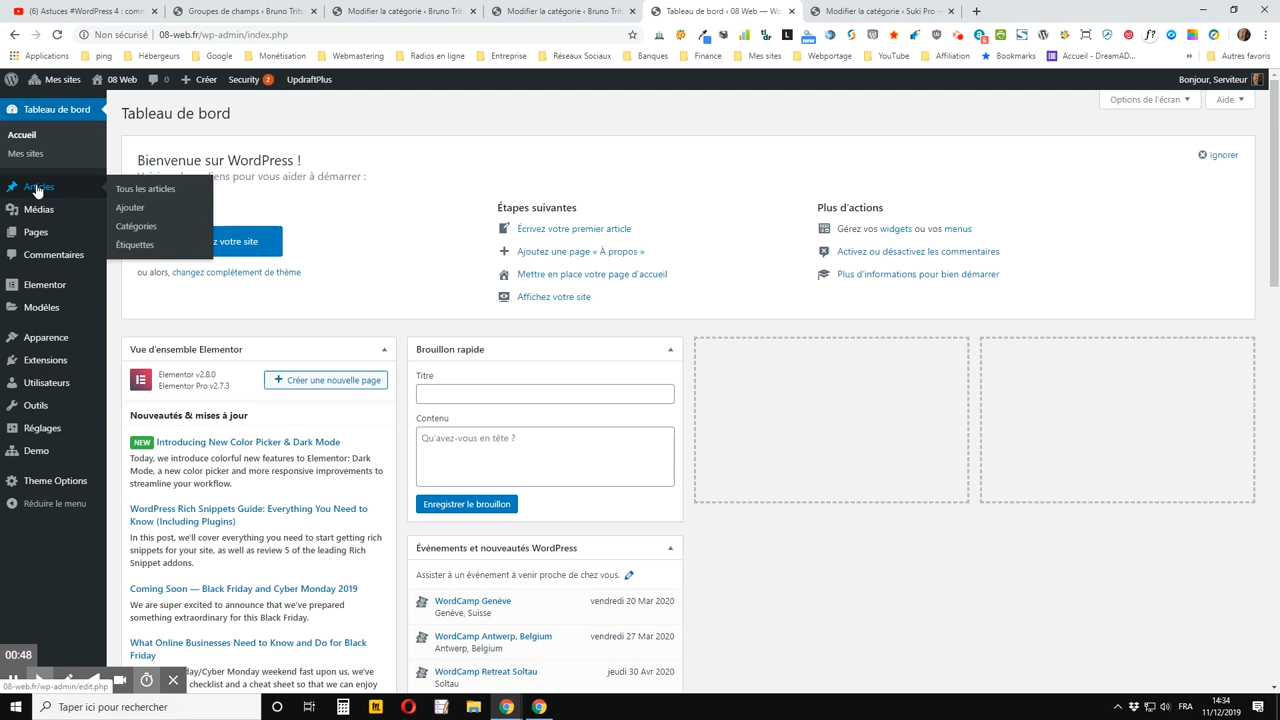 (6) Astuces #WordPress 4 : comm
Groupes de champs ‹ Bruno Tritsc
Modifier la catégorie ‹ Bruno Trits
Modifier la catégorie ‹ Bruno Trits
Tableau de bord ‹ 08 Web — Wor
Modifier la catégorie ‹ Suki Pro —
Non sécurisé
08-web.fr/wp-admin/index.php
Applications
ping
Hébergeurs
Google
Monétisation
Webmastering
Radios en ligne
Entreprise
Réseaux Sociaux
Banques
Finance
Mes sites
Webportage
YouTube
Affiliation
Bookmarks
Accueil - DreamAD...
»
Autres favoris
Mes sites
08 Web
0
Créer
Security 2
UpdraftPlus
Bonjour, Serviteur
Options de l'écran
Aide
Tableau de bord
Accueil
Mes sites
Articles
Médias
Pages
Commentaires
Elementor
Modèles
Apparence
Extensions
Utilisateurs
Outils
Réglages
Demo
Theme Options
Réduire le menu
Tous les articles
Ajouter
Catégories
Étiquettes
Tableau de bord
Bienvenue sur WordPress !
liens pour vous aider à démarrer :
Ignorer
votre site
ou alors, changez complètement de thème
Étapes suivantes
Écrivez votre premier article
Ajoutez une page « À propos »
Mettre en place votre page d'accueil
Affichez votre site
Plus d'actions
Gérez vos widgets ou vos menus
Activez ou désactivez les commentaires
Plus d'informations pour bien démarrer
Vue d'ensemble Elementor
Elementor v2.8.0
Elementor Pro v2.7.3
Créer une nouvelle page
Nouveautés & mises à jour
NEW Introducing New Color Picker & Dark Mode
Today, we introduce colorful new features to Elementor: Dark
Mode, a new color picker and more responsive improvements to
streamline your workflow.
WordPress Rich Snippets Guide: Everything You Need to
Know (Including Plugins)
In this post, we'll cover everything you need to start getting rich
snippets for your site, as well as review 5 of the leading Rich
Snippet addons.
Coming Soon — Black Friday and Cyber Monday 2019
We are super excited to announce that we've prepared
something extraordinary for this Black Friday.
What Online Businesses Need to Know and Do for Black
Friday
day/Cyber Monday weekend fast upon us, we've
checklist and a cheat sheet so that we can enjoy
Brouillon rapide
Titre
Contenu
Qu'avez-vous en tête ?
Enregistrer le brouillon
Évènements et nouveautés WordPress
Assister à un évènement à venir proche de chez vous.
WordCamp Genève
vendredi 20 Mar 2020
Genève, Suisse
WordCamp Antwerp, Belgium
vendredi 27 Mar 2020
Antwerp, Belgium
WordCamp Retreat Soltau
jeudi 30 Avr 2020
Soltau
00:48
08-web.fr/wp-admin/edit.php
Taper ici pour rechercher
FRA
14:34
11/12/2019